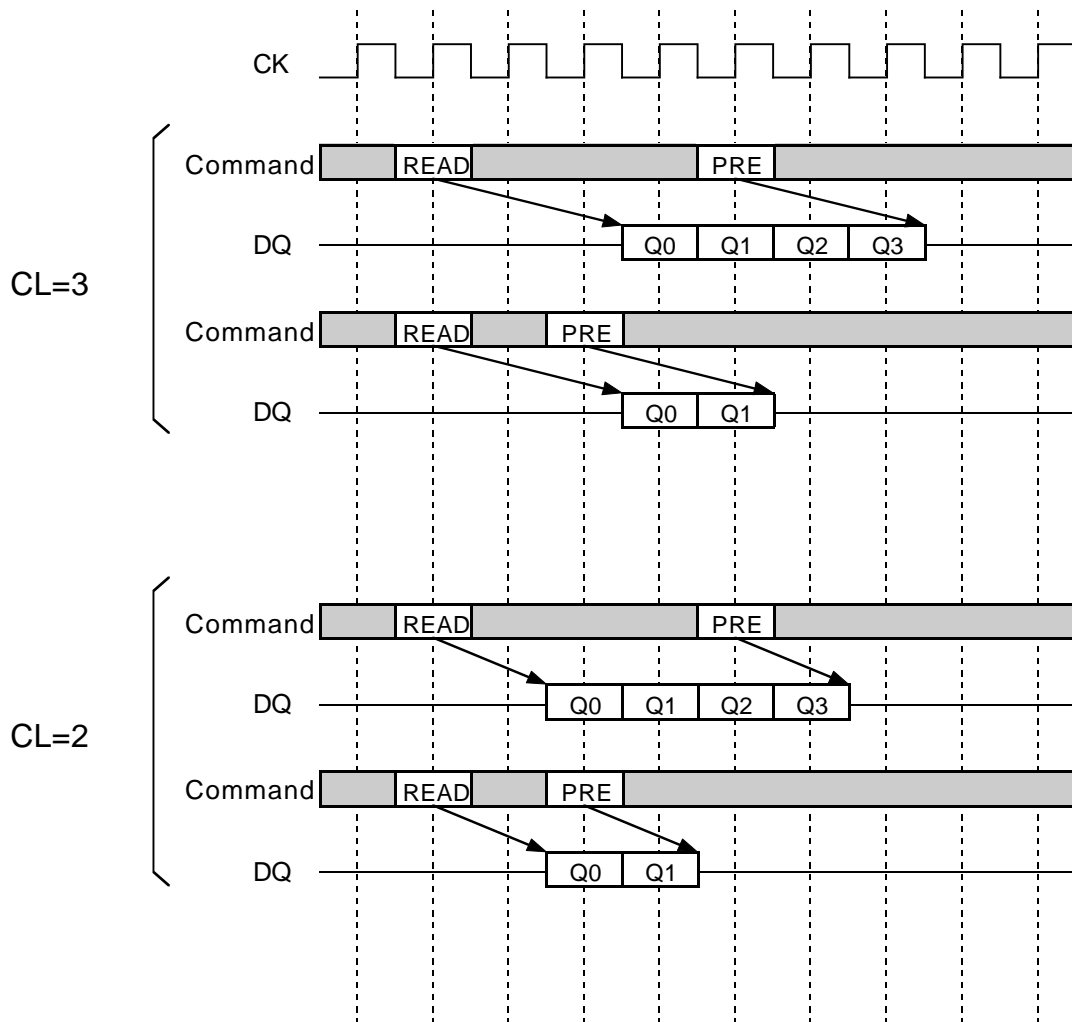 CK
Command READ PRE
DQ Q0 Q1 Q2 Q3
CL=3
Command READ PRE
DQ Q0 Q1
Command READ PRE
DQ Q0 Q1 Q2 Q3
CL=2
Command READ PRE
DQ Q0 Q1